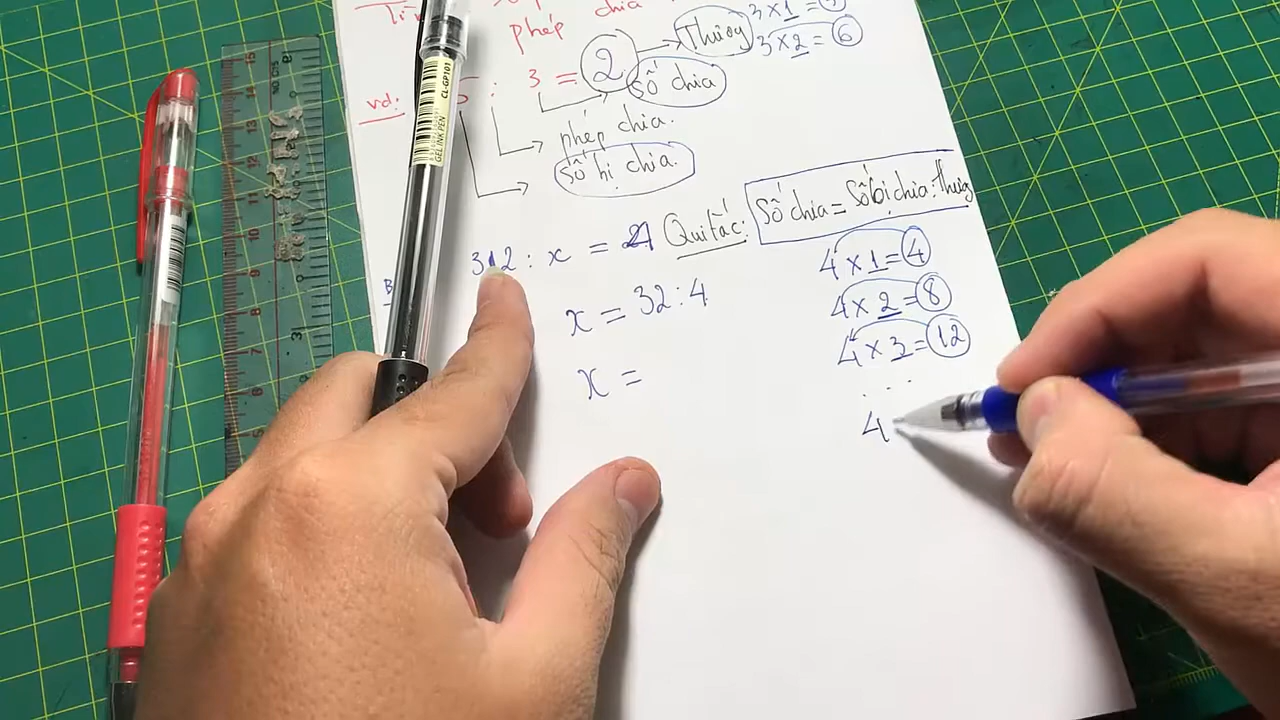 phép chia
3 x 1 =
3 x 2 = 6
Thương
vd: : 3 = 2
số chia
phép chia.
Số bị chia.
Số chia = Số bị chia : Thương
Qui tắc:
: x = 4
4 x 1 = 4
x = 32 : 4
4 x 2 = 8
4 x 3 = 12
x =
...
4
CL-GP101
GEL INK PEN